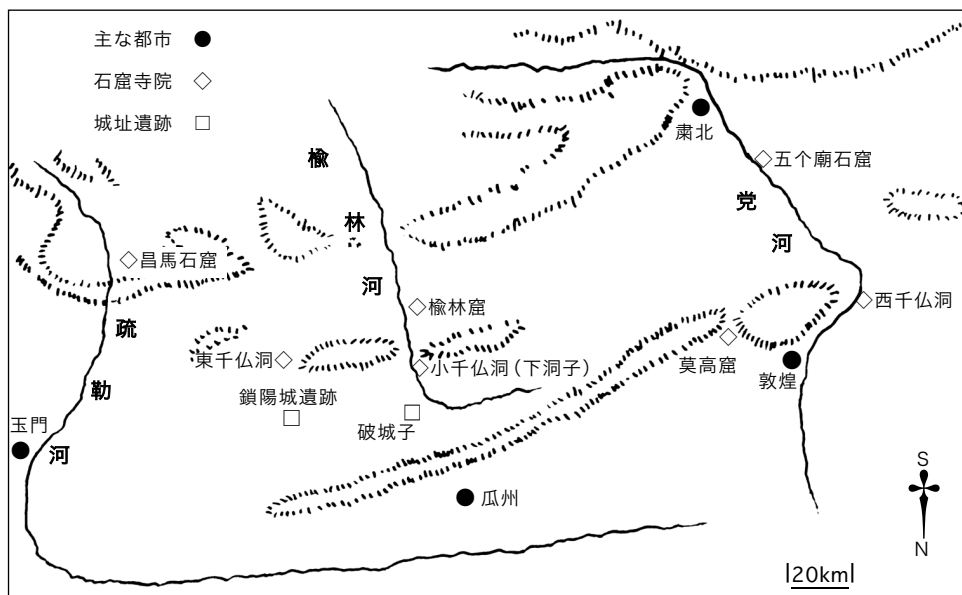 主な都市
石窟寺院
城址遺跡
粛北
五个廟石窟
党河
楡林河
昌馬石窟
疏勒河
楡林窟
西千仏洞
東千仏洞
小千仏洞(下洞子)
莫高窟
敦煌
鎖陽城遺跡
破城子
玉門
瓜州
S
N
20km